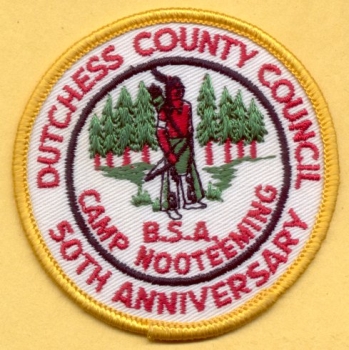 DUTCHESS COUNTY COUNCIL
B.S.A.
CAMP NOOTEEMING
50TH ANNIVERSARY